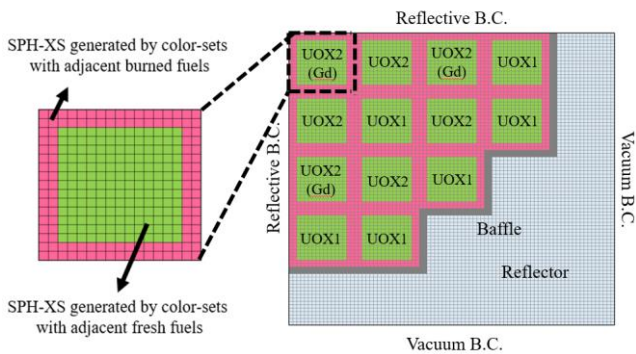 Reflective B.C.
SPH-XS generated by color-sets
with adjacent burned fuels
UOX2
(Gd)
UOX2
UOX2
(Gd)
UOX1
UOX2
UOX1
UOX2
UOX1
Reflective B.C.
Vacuum B.C.
UOX2
(Gd)
UOX2
UOX1
UOX1
UOX1
Baffle
Reflector
SPH-XS generated by color-sets
with adjacent fresh fuels
Vacuum B.C.